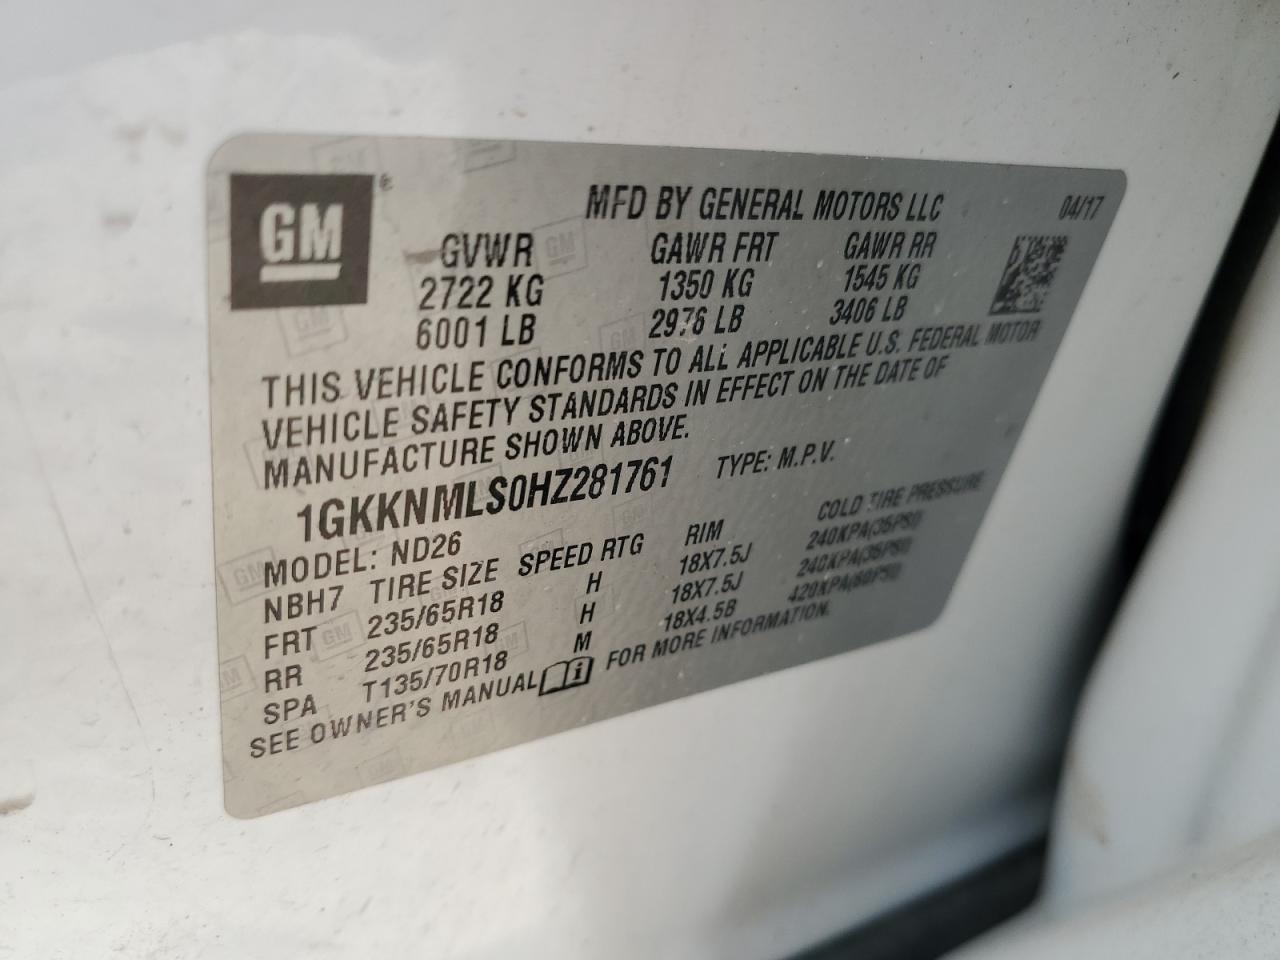 GM
MFD BY GENERAL MOTORS LLC 04/17
GVWR GAWR FRT GAWR RR
2722 KG 1350 KG 1545 KG
6001 LB 2976 LB 3406 LB
THIS VEHICLE CONFORMS TO ALL APPLICABLE U.S. FEDERAL MOTOR
VEHICLE SAFETY STANDARDS IN EFFECT ON THE DATE OF
MANUFACTURE SHOWN ABOVE.
1GKKNMLS0HZ281761 TYPE: M.P.V.
MODEL: ND26
NBH7 TIRE SIZE SPEED RTG RIM COLD TIRE PRESSURE
FRT 235/65R18 H 18X7.5J 240KPA(35PSI)
RR 235/65R18 H 18X7.5J 240KPA(35PSI)
SPA T135/70R18 M 18X4.5B 420KPA(60PSI)
SEE OWNER'S MANUAL FOR MORE INFORMATION.